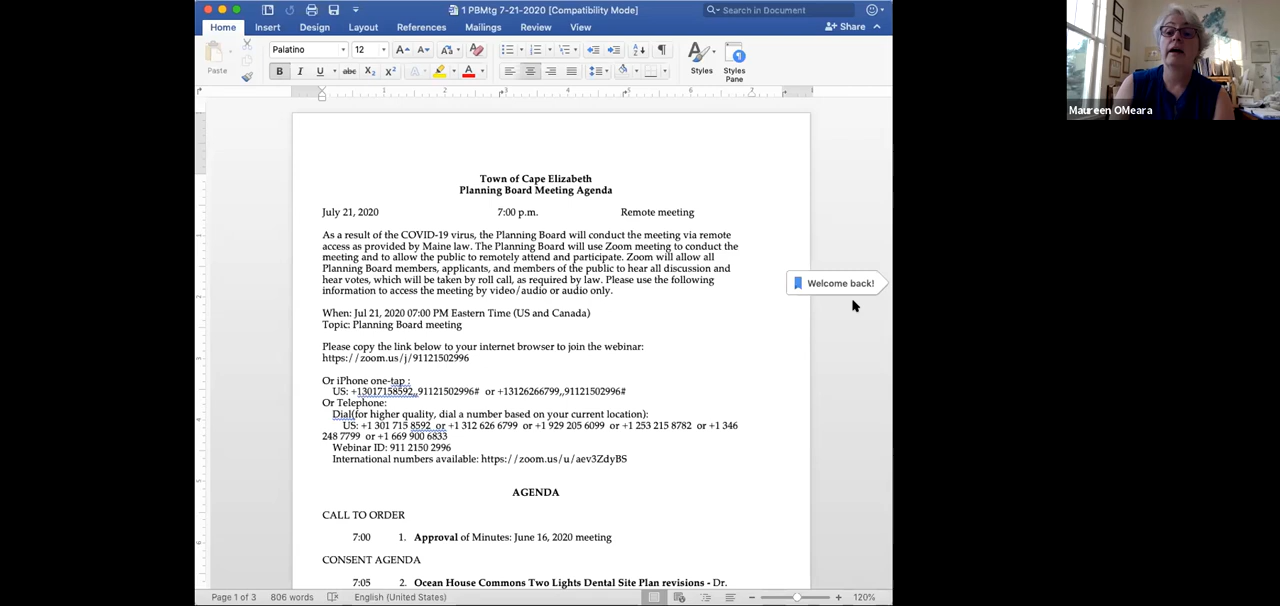 1 PBMtg 7-21-2020 [Compatibility Mode]
Search in Document
Home Insert Design Layout References Mailings Review View
Share
Paste
Palatino 12
Styles
Styles Pane
B I U abc X2 X2
1 2 3 4 5 6 7
Town of Cape Elizabeth
Planning Board Meeting Agenda
July 21, 2020 7:00 p.m. Remote meeting
As a result of the COVID-19 virus, the Planning Board will conduct the meeting via remote
access as provided by Maine law. The Planning Board will use Zoom meeting to conduct the
meeting and to allow the public to remotely attend and participate. Zoom will allow all
Planning Board members, applicants, and members of the public to hear all discussion and
hear votes, which will be taken by roll call, as required by law. Please use the following
information to access the meeting by video/audio or audio only.
Welcome back!
When: Jul 21, 2020 07:00 PM Eastern Time (US and Canada)
Topic: Planning Board meeting
Please copy the link below to your internet browser to join the webinar:
https://zoom.us/j/91121502996
Or iPhone one-tap :
US: +13017158592,,91121502996# or +13126266799,,91121502996#
Or Telephone:
Dial(for higher quality, dial a number based on your current location):
US: +1 301 715 8592 or +1 312 626 6799 or +1 929 205 6099 or +1 253 215 8782 or +1 346
248 7799 or +1 669 900 6833
Webinar ID: 911 2150 2996
International numbers available: https://zoom.us/u/aev3ZdyBS
AGENDA
CALL TO ORDER
7:00 1. Approval of Minutes: June 16, 2020 meeting
CONSENT AGENDA
7:05 2. Ocean House Commons Two Lights Dental Site Plan revisions - Dr.
Page 1 of 3 806 words English (United States) 120%
Maureen OMeara